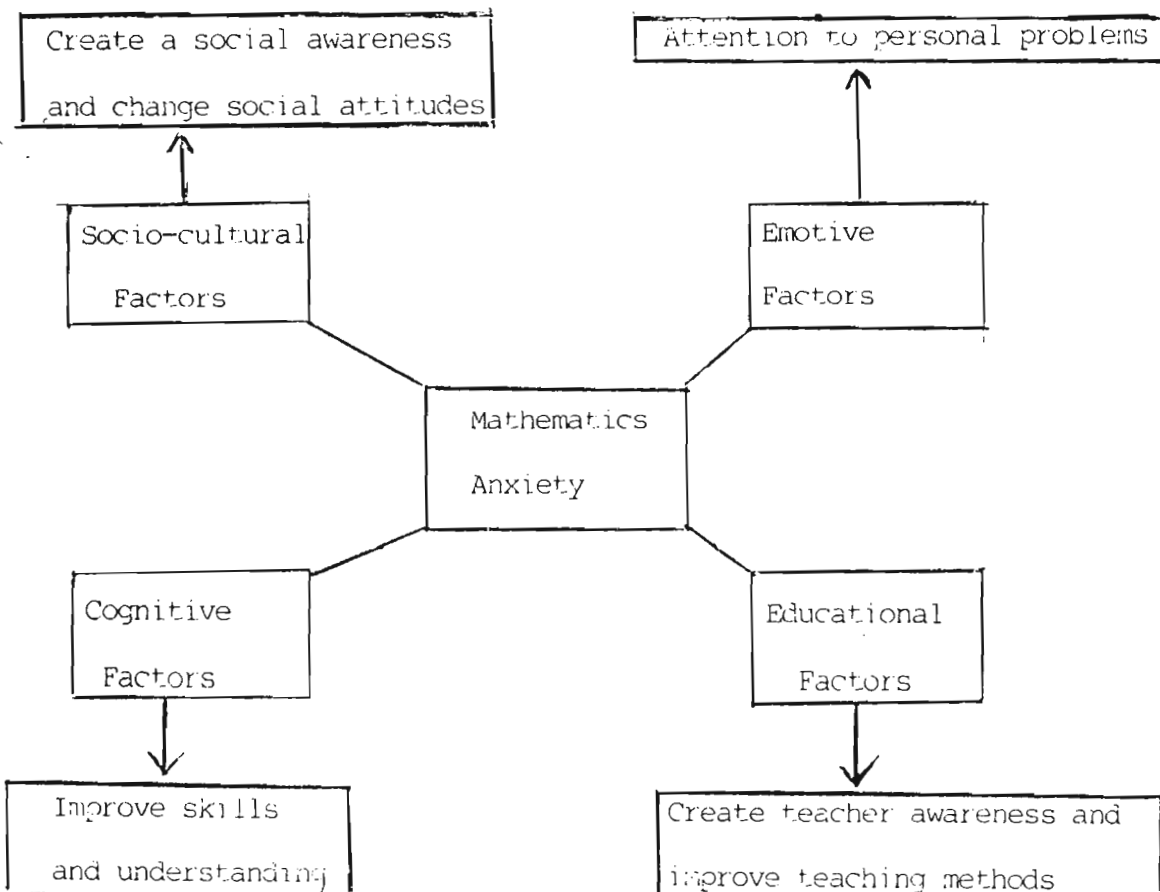 Create a social awareness
and change social attitudes
Attention to personal problems
Socio-cultural
Factors
Emotive
Factors
Mathematics
Anxiety
Cognitive
Factors
Educational
Factors
Improve skills
and understanding
Create teacher awareness and
improve teaching methods